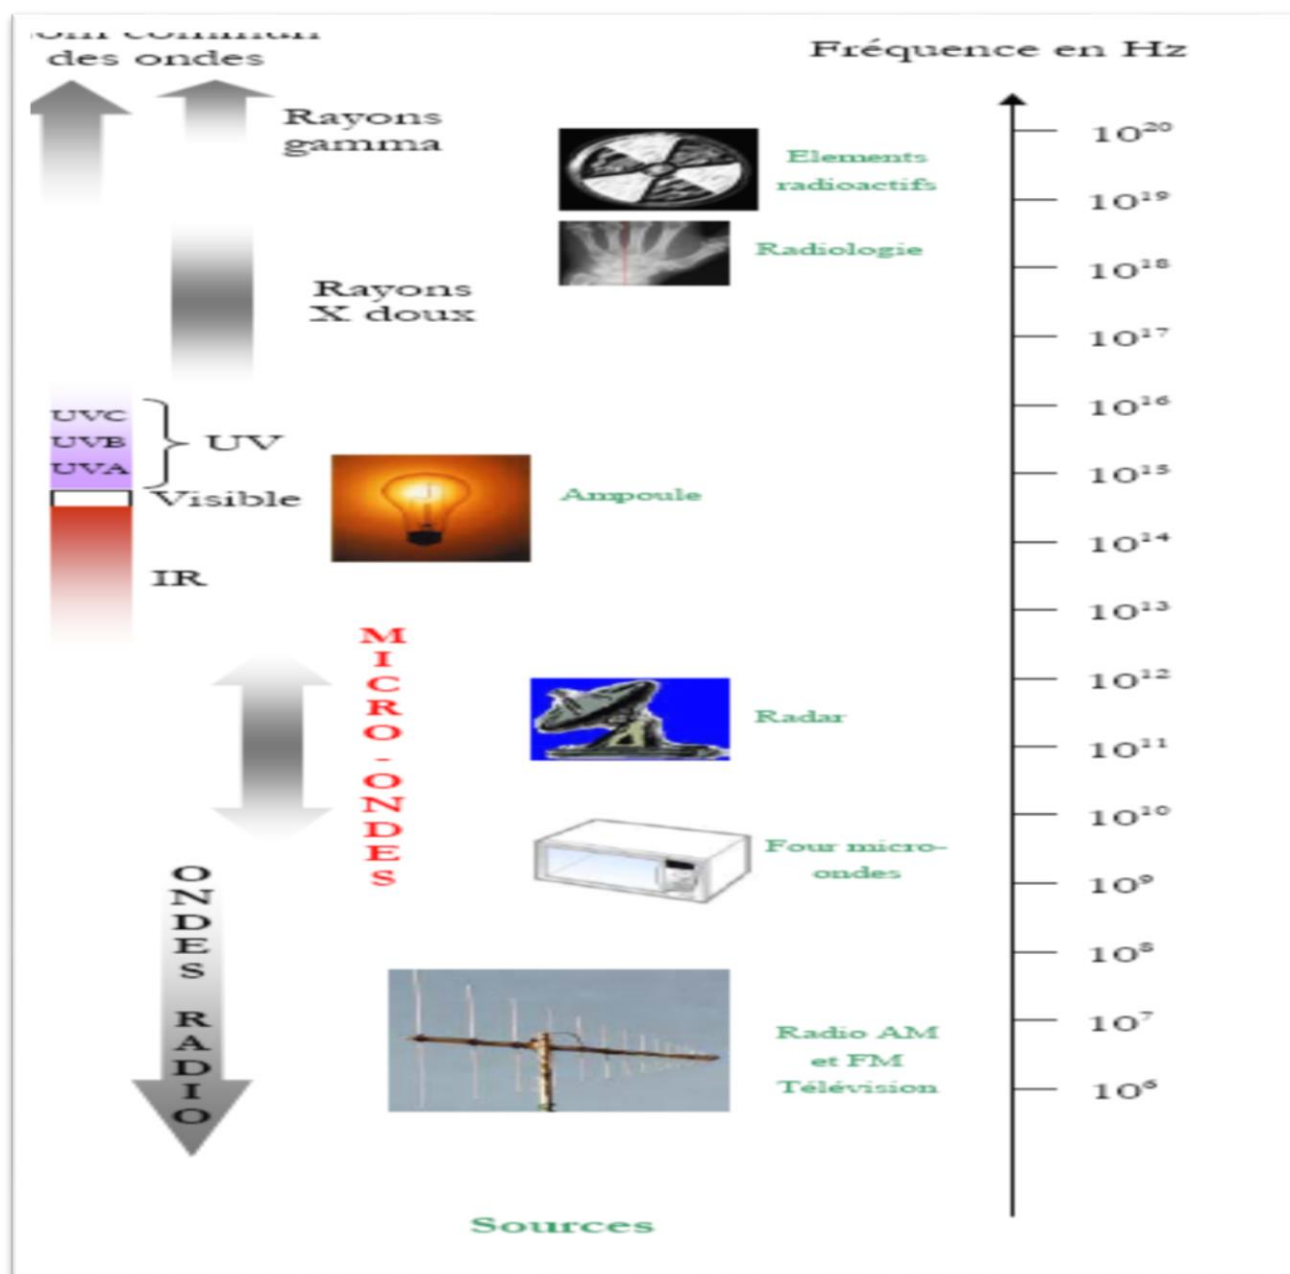 commun
des ondes
Fréquence en Hz
Rayons
gamma
Elements
radioactifs
Radiologie
Rayons
X doux
UVC
UVB
UVA
UV
Visible
Ampoule
IR
MICRO-ONDES
Radar
Four micro-
ondes
ONDES RADIO
Radio AM
et FM
Télévision
Sources
10²⁰
10¹⁹
10¹⁸
10¹⁷
10¹⁶
10¹⁵
10¹⁴
10¹³
10¹²
10¹¹
10¹⁰
10⁹
10⁸
10⁷
10⁶